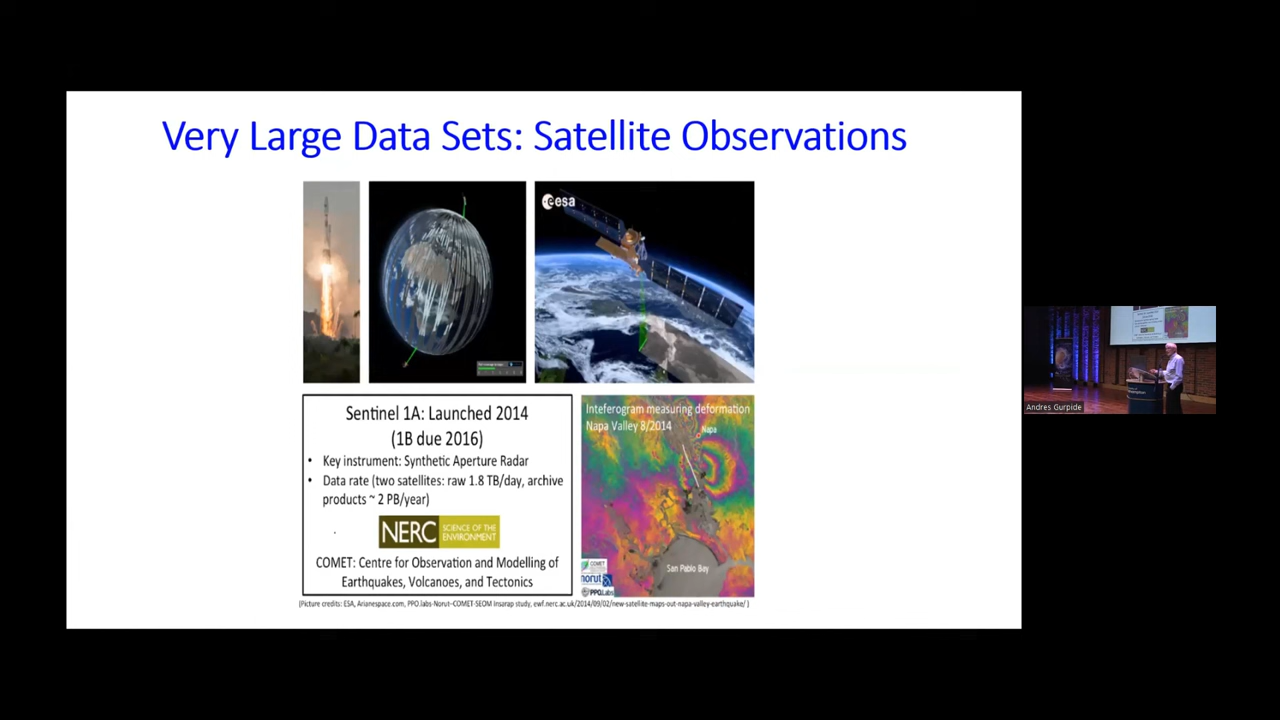 Very Large Data Sets: Satellite Observations
esa
Sentinel 1A: Launched 2014
(1B due 2016)
• Key instrument: Synthetic Aperture Radar
• Data rate (two satellites: raw 1.8 TB/day, archive
products ~ 2 PB/year)
NERC SCIENCE OF THE
ENVIRONMENT
COMET: Centre for Observation and Modelling of
Earthquakes, Volcanoes, and Tectonics
Inteferogram measuring deformation
Napa Valley 8/2014
Napa
San Pablo Bay
COMET
norut
PPO.Labs
(Picture credits: ESA, Arianespace.com, PPO.labs-Norut-COMET-SEOM Insarap study, ewf.nerc.ac.uk/2014/09/02/new-satellite-maps-out-napa-valley-earthquake/ )
Andres Gurpide